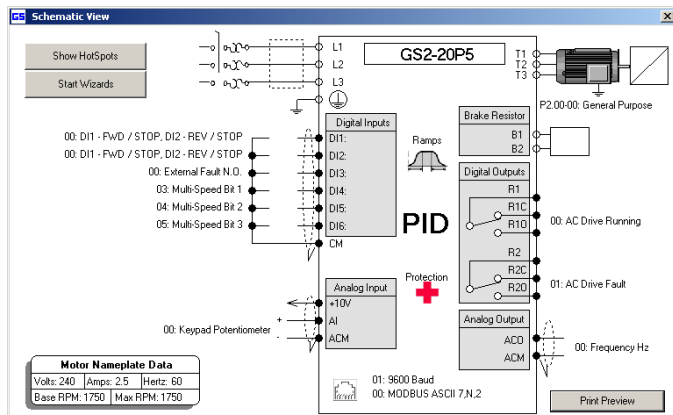 GS Schematic View
Show HotSpots
Start Wizards
L1
L2
L3
GS2-20P5
T1
T2
T3
P2.00-00: General Purpose
Digital Inputs
00: DI1 - FWD / STOP, DI2 - REV / STOP
DI1:
00: DI1 - FWD / STOP, DI2 - REV / STOP
DI2:
00: External Fault N.O.
DI3:
03: Multi-Speed Bit 1
DI4:
04: Multi-Speed Bit 2
DI5:
05: Multi-Speed Bit 3
DI6:
CM
Ramps
PID
Protection
Brake Resistor
B1
B2
Digital Outputs
R1
R1C
R1O
00: AC Drive Running
R2
R2C
R2O
01: AC Drive Fault
Analog Input
+10V
+
AI
00: Keypad Potentiometer
-
ACM
Analog Output
ACO
00: Frequency Hz
ACM
Motor Nameplate Data
Volts: 240 Amps: 2.5 Hertz: 60
Base RPM: 1750 Max RPM: 1750
01: 9600 Baud
00: MODBUS ASCII 7,N,2
Print Preview